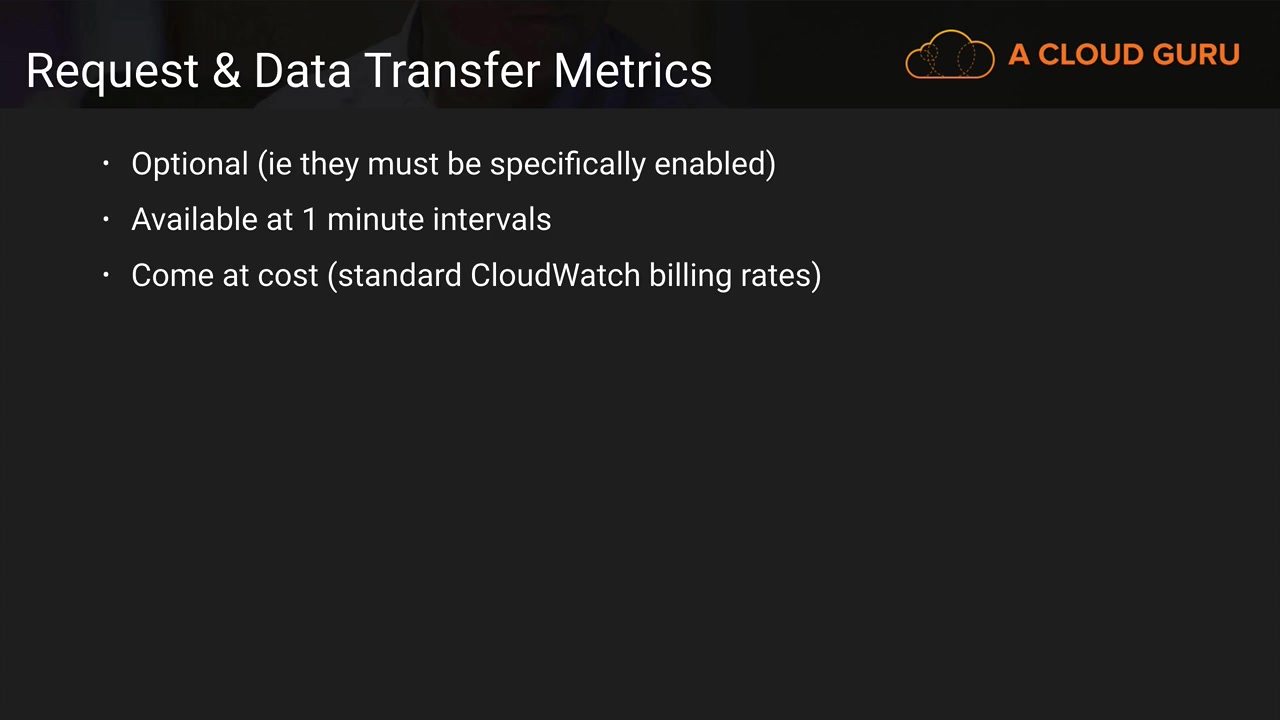 Request & Data Transfer Metrics
A CLOUD GURU
• Optional (ie they must be specifically enabled)
• Available at 1 minute intervals
• Come at cost (standard CloudWatch billing rates)